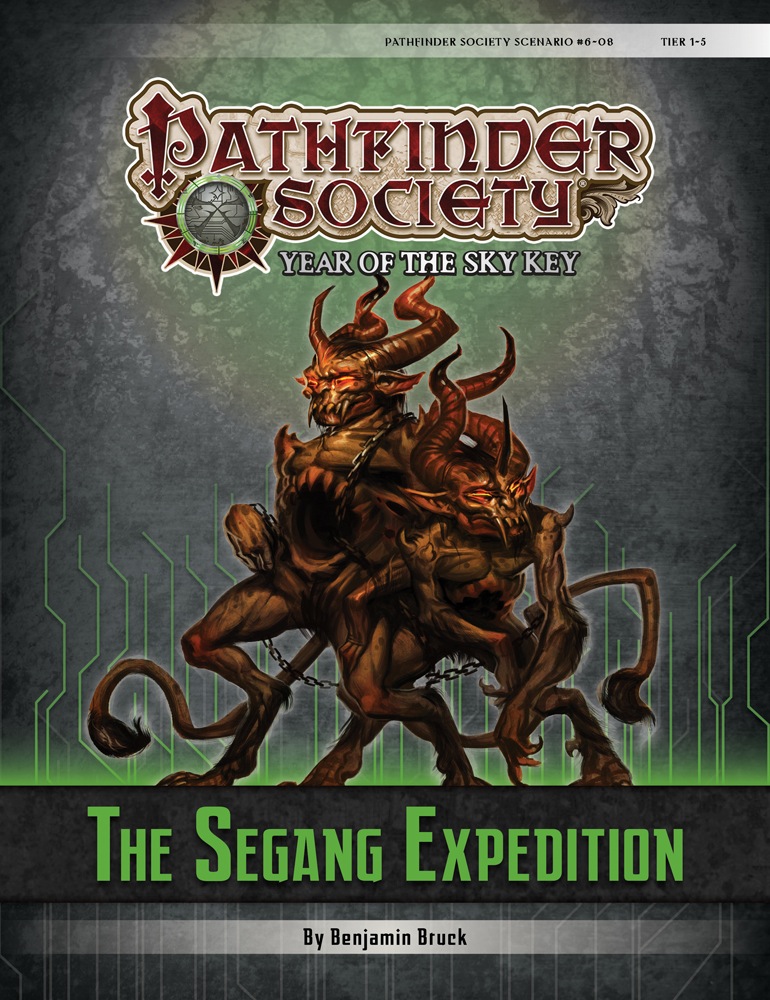 PATHFINDER SOCIETY SCENARIO #6-08 TIER 1-5
PATHFINDER
SOCIETY®
YEAR OF THE SKY KEY
THE SEGANG EXPEDITION
By Benjamin Bruck